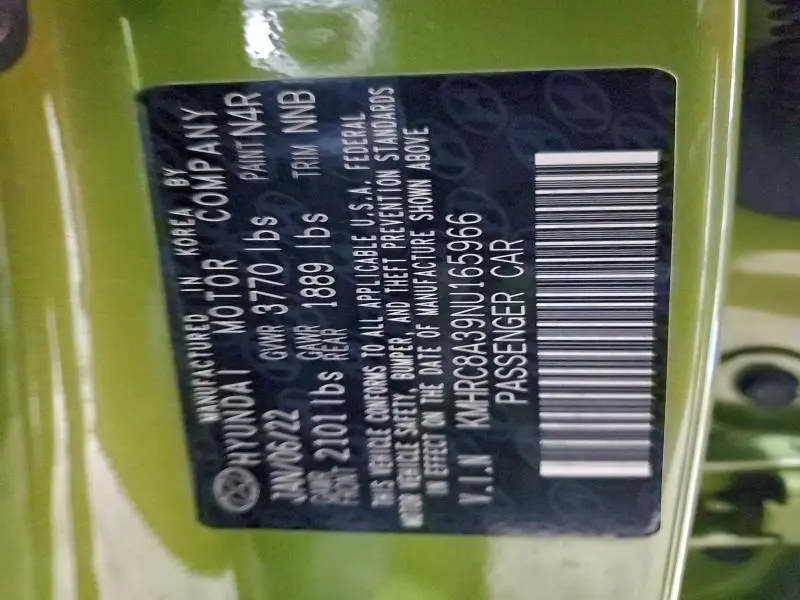 MANUFACTURED IN KOREA BY
HYUNDAI MOTOR COMPANY
JAN/06/22 GVWR 3770 lbs PAINT N4R
GAWR FRONT 2101 lbs GAWR REAR 1889 lbs TRIM NNB
THIS VEHICLE CONFORMS TO ALL APPLICABLE U.S.A. FEDERAL
MOTOR VEHICLE SAFETY, BUMPER AND THEFT PREVENTION STANDARDS
IN EFFECT ON THE DATE OF MANUFACTURE SHOWN ABOVE
V.I.N KMHRC8A39NU165966
PASSENGER CAR